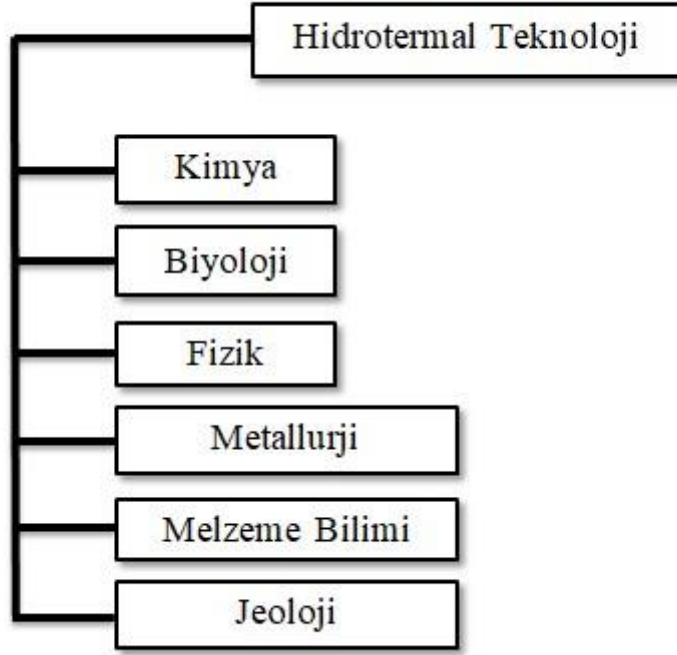 Hidrotermal Teknoloji
Kimya
Biyoloji
Fizik
Metallurji
Melzeme Bilimi
Jeoloji